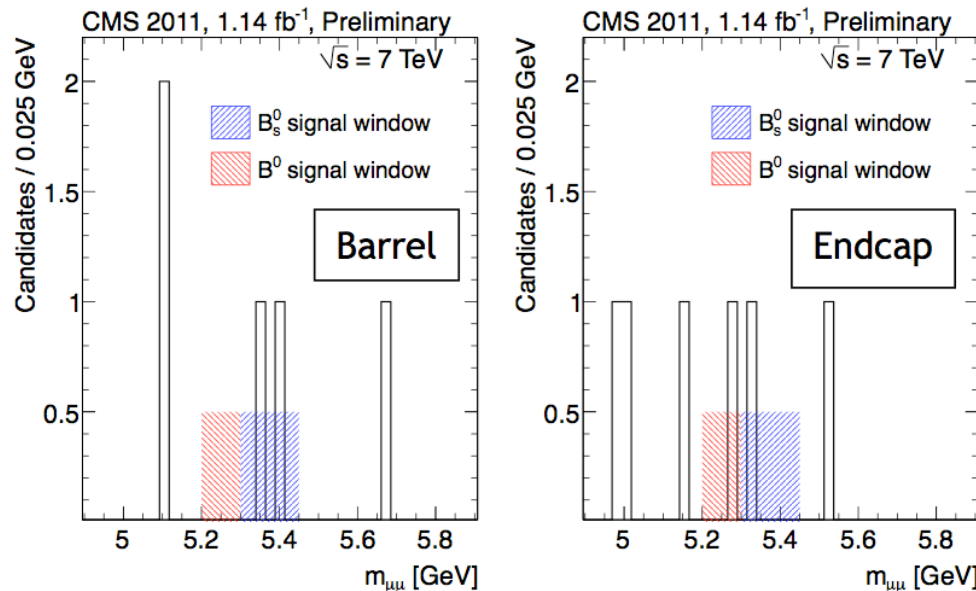 CMS 2011, 1.14 fb⁻¹, Preliminary
√s = 7 TeV
Candidates / 0.025 GeV
B⁰ₛ signal window
B⁰ signal window
Barrel
2
1.5
1
0.5
5 5.2 5.4 5.6 5.8
m_μμ [GeV]
CMS 2011, 1.14 fb⁻¹, Preliminary
√s = 7 TeV
Candidates / 0.025 GeV
B⁰ₛ signal window
B⁰ signal window
Endcap
2
1.5
1
0.5
5 5.2 5.4 5.6 5.8
m_μμ [GeV]